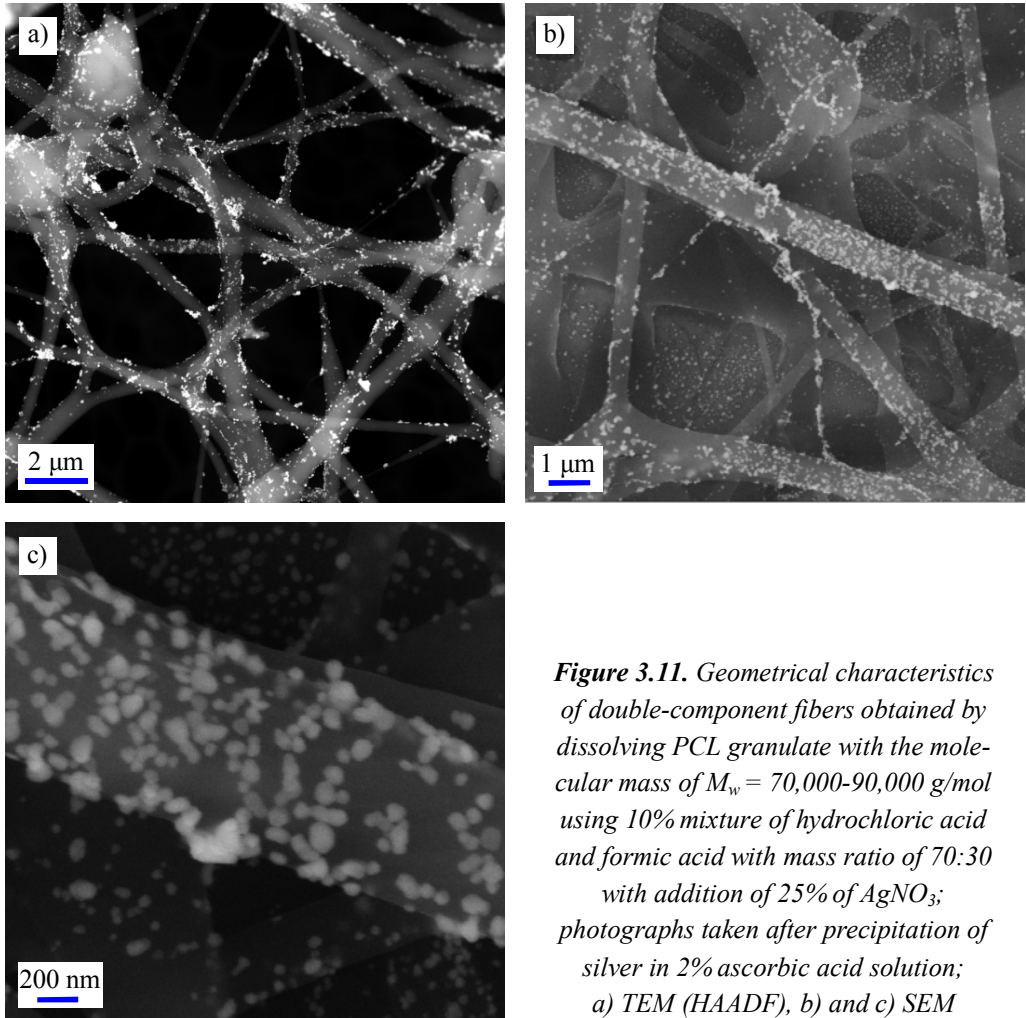 a)
2 μm
b)
1 μm
c)
200 nm
Figure 3.11. Geometrical characteristics
of double-component fibers obtained by
dissolving PCL granulate with the mole-
cular mass of Mw = 70,000-90,000 g/mol
using 10% mixture of hydrochloric acid
and formic acid with mass ratio of 70:30
with addition of 25% of AgNO3;
photographs taken after precipitation of
silver in 2% ascorbic acid solution;
a) TEM (HAADF), b) and c) SEM